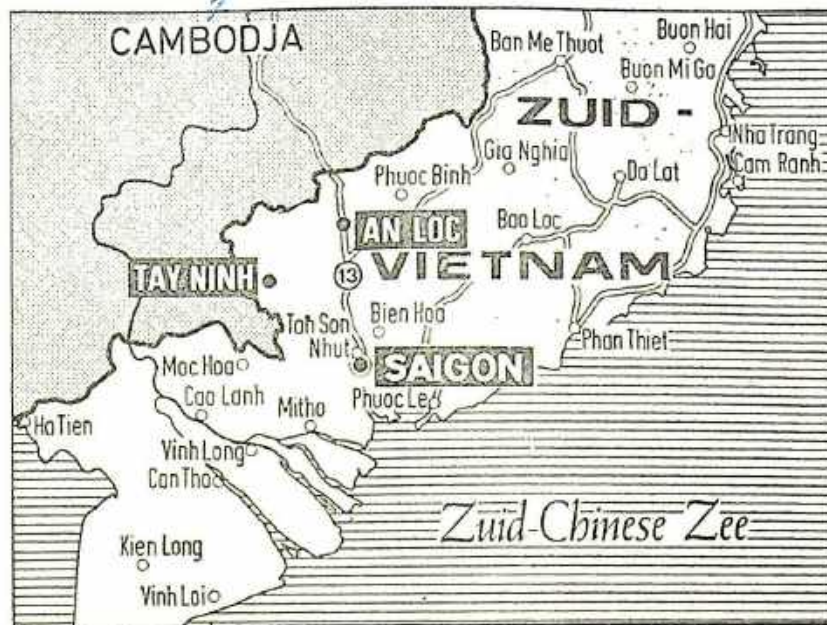 CAMBODJA
Ban Me Thuot
Buon Hai
Buon Mi Ga
ZUID -
Nha Trang
Cam Ranh
Gia Nghia
Phuoc Binh
Da Lat
AN LOC
Bao Loc
VIETNAM
TAY NINH
13
Bien Hoa
Tan Son
Nhut
Phan Thiet
SAIGON
Moc Hoa
Cao Lanh
Phuoc Le
Mitho
Ha Tien
Vinh Long
Can Tho
Zuid-Chinese Zee
Kien Long
Vinh Loi